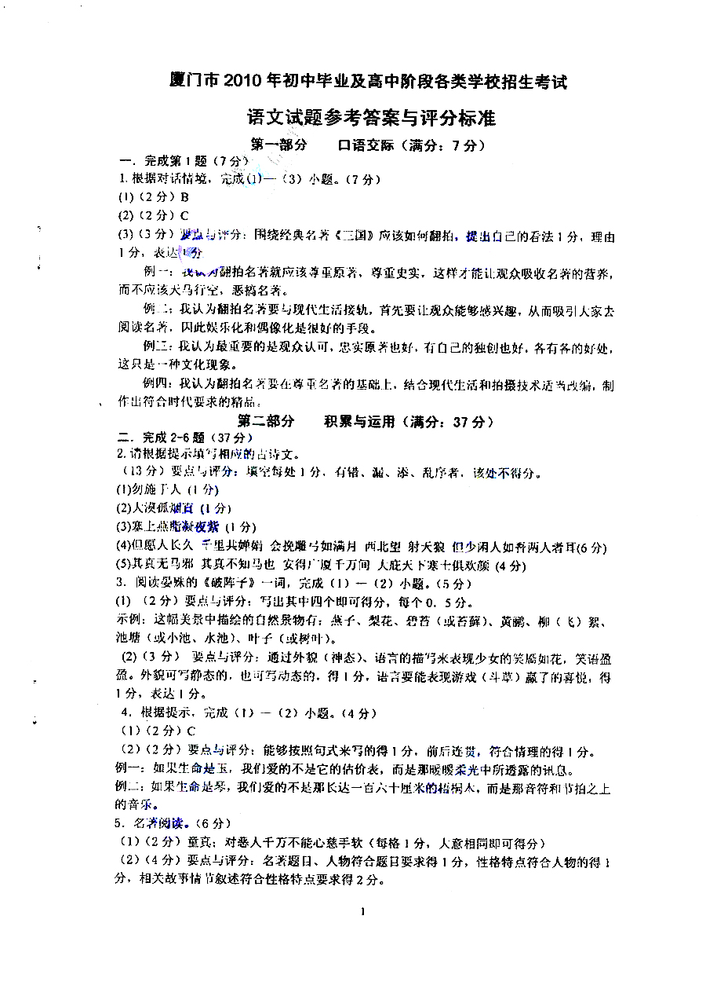 厦门市 2010 年初中毕业及高中阶段各类学校招生考试
语文试题参考答案与评分标准
第一部分　　口语交际（满分：7 分）
一．完成第 1 题（7 分）
1. 根据对话情境，完成(1)—（3）小题。（7 分）
(1)（2 分）B
(2)（2 分）C
(3)（3 分）要点与评分：围绕经典名著《三国》应该如何翻拍，提出自己的看法 1 分，理由
1 分，表达 1 分
例一：我认为翻拍名著就应该尊重原著，尊重史实，这样才能让观众吸收名著的营养，
而不应该天马行空，恶搞名著。
例二：我认为翻拍名著要与现代生活接轨，首先要让观众能够感兴趣，从而吸引大家去
阅读名著，因此娱乐化和偶像化是很好的手段。
例三：我认为最重要的是观众认可，忠实原著也好，有自己的独创也好，各有各的好处，
这只是一种文化现象。
例四：我认为翻拍名著要在尊重名著的基础上，结合现代生活和拍摄技术适当改编，制
作出符合时代要求的精品。
第二部分　　积累与运用（满分：37 分）
二．完成 2-6 题（37 分）
2. 请根据提示填写相应的古诗文。
（13 分）要点与评分：填空每处 1 分，有错、漏、添、乱序者，该处不得分。
(1)勿施于人 (1 分)
(2)大漠孤烟直 (1 分)
(3)塞上燕脂凝夜紫 (1 分)
(4)但愿人长久 千里共婵娟 会挽雕弓如满月 西北望 射天狼 但少闲人如吾两人者耳(6 分)
(5)其真无马邪 其真不知马也 安得广厦千万间 大庇天下寒士俱欢颜 (4 分)
3．阅读晏殊的《破阵子》一词，完成（1）—（2）小题。（5 分）
(1) （2 分）要点与评分：写出其中四个即可得分，每个 0．5 分。
示例：这幅美景中描绘的自然景物有：燕子、梨花、碧苔（或苔藓）、黄鹂、柳（飞）絮、
池塘（或小池、水池）、叶子（或树叶）。
(2)（3 分） 要点与评分：通过外貌（神态）、语言的描写来表现少女的笑靥如花，笑语盈
盈。外貌可写静态的，也可写动态的，得 1 分，语言要能表现游戏（斗草）赢了的喜悦，得
1 分，表达 1 分。
4．根据提示，完成（1）—（2）小题。（4 分）
（1）（2 分）C
（2）（2 分）要点与评分：能够按照句式来写的得 1 分，前后连贯，符合情理的得 1 分。
例一：如果生命是玉，我们爱的不是它的估价表，而是那暖暖柔光中所透露的讯息。
例二：如果生命是琴，我们爱的不是那长达一百六十厘米的梧桐木，而是那音符和节拍之上
的音乐。
5．名著阅读。（6 分）
（1）（2 分）童真；对恶人千万不能心慈手软（每格 1 分，大意相同即可得分）
（2）（4 分）要点与评分：名著题目、人物符合题目要求得 1 分，性格特点符合人物的得 1
分，相关故事情节叙述符合性格特点要求得 2 分。
1